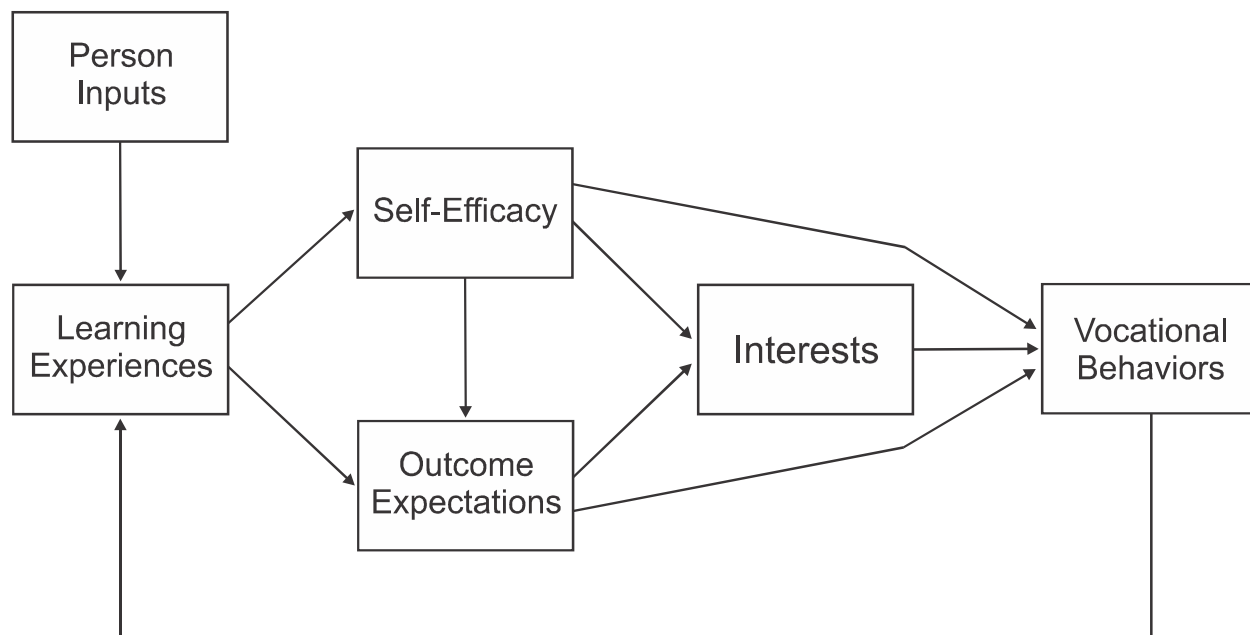 Person
Inputs
Self-Efficacy
Learning
Experiences
Interests
Vocational
Behaviors
Outcome
Expectations